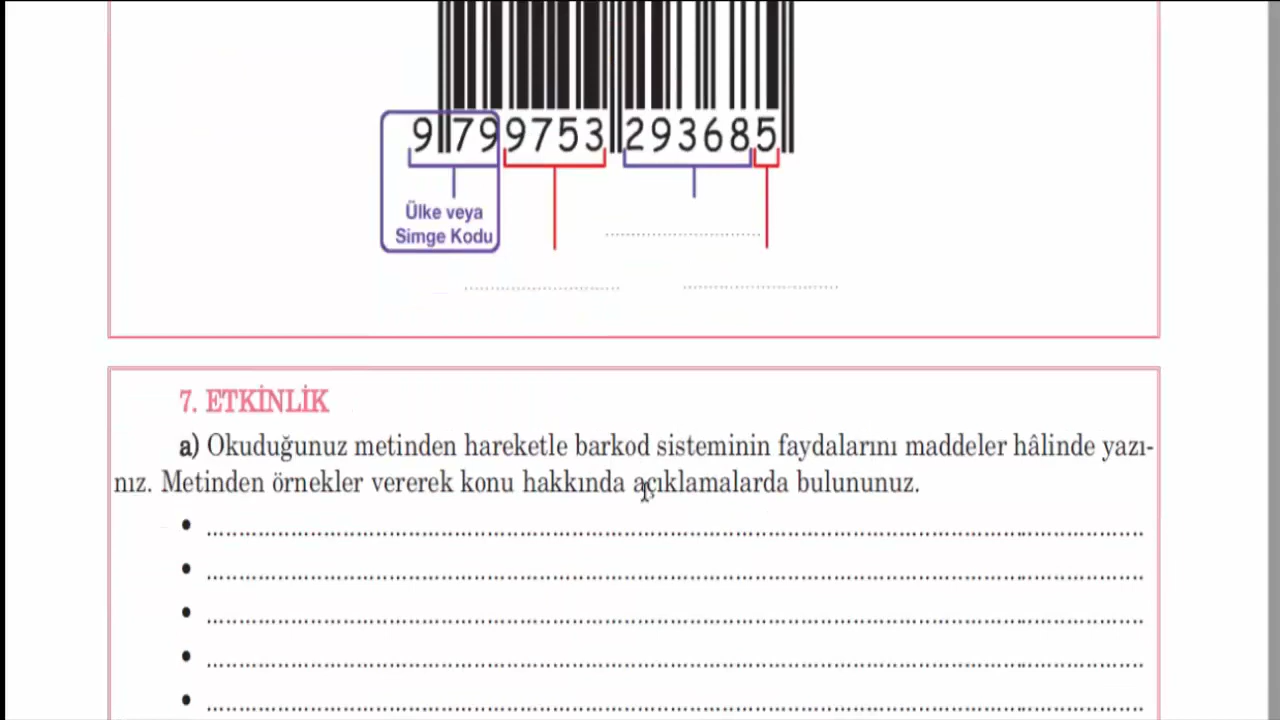 9 799753 293685
Ülke veya
Simge Kodu
................................
................................
................................
7. ETKİNLİK
a) Okuduğunuz metinden hareketle barkod sisteminin faydalarını maddeler hâlinde yazı-
nız. Metinden örnekler vererek konu hakkında açıklamalarda bulununuz.
• ................................................................
• ................................................................
• ................................................................
• ................................................................
• ................................................................